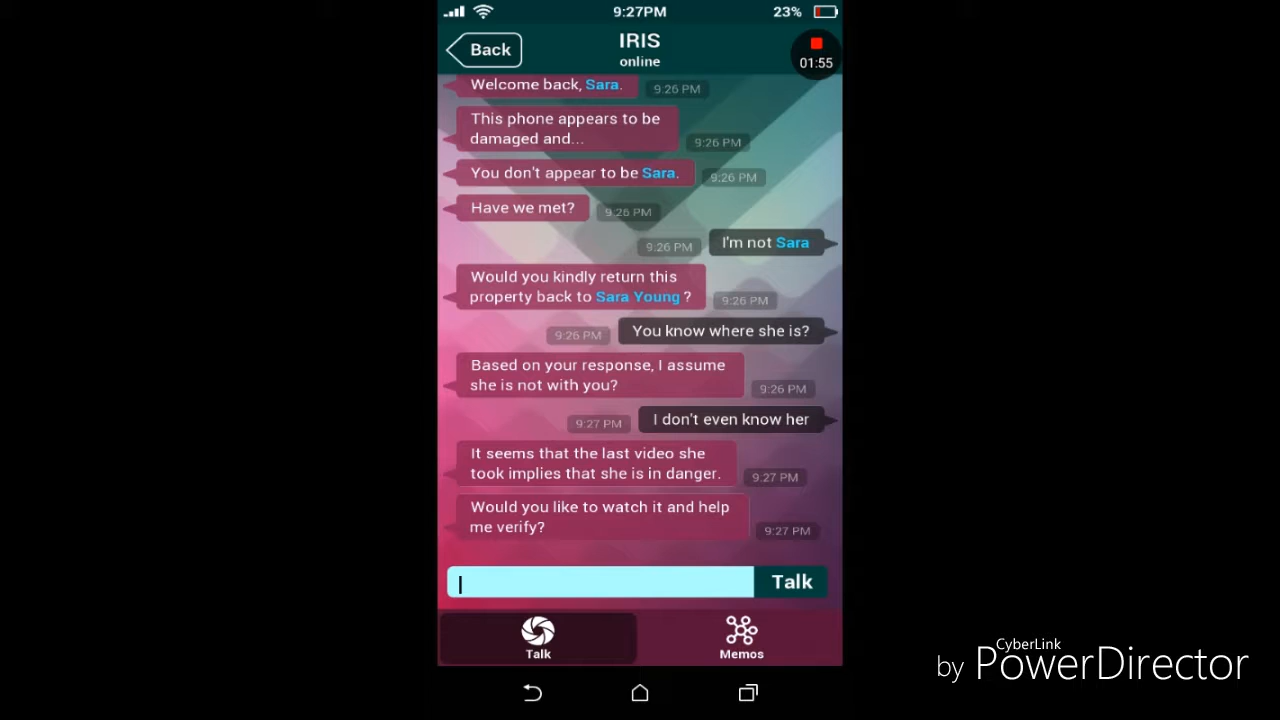 9:27PM
23%
Back
IRIS
online
01:55
Welcome back, Sara.
9:26 PM
This phone appears to be
damaged and...
9:26 PM
You don't appear to be Sara.
9:26 PM
Have we met?
9:26 PM
9:26 PM
I'm not Sara
Would you kindly return this
property back to Sara Young ?
9:26 PM
9:26 PM
You know where she is?
Based on your response, I assume
she is not with you?
9:26 PM
9:27 PM
I don't even know her
It seems that the last video she
took implies that she is in danger.
9:27 PM
Would you like to watch it and help
me verify?
9:27 PM
Talk
Talk
Memos
CyberLink
by PowerDirector